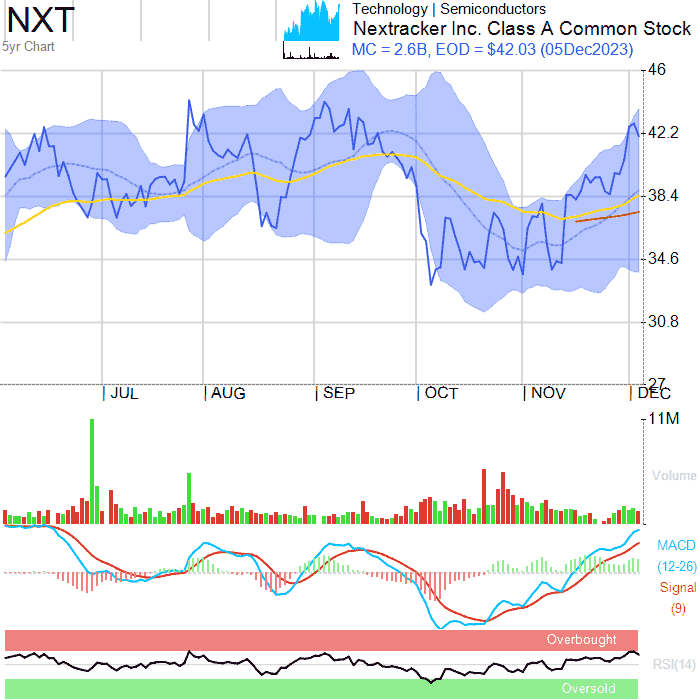 NXT
5yr Chart
Technology | Semiconductors
Nextracker Inc. Class A Common Stock
MC = 2.6B, EOD = $42.03 (05Dec2023)
46
42.2
38.4
34.6
30.8
27
| JUL | AUG | SEP | OCT | NOV | DEC
11M
Volume
MACD
(12-26)
Signal
(9)
Overbought
RSI(14)
Oversold